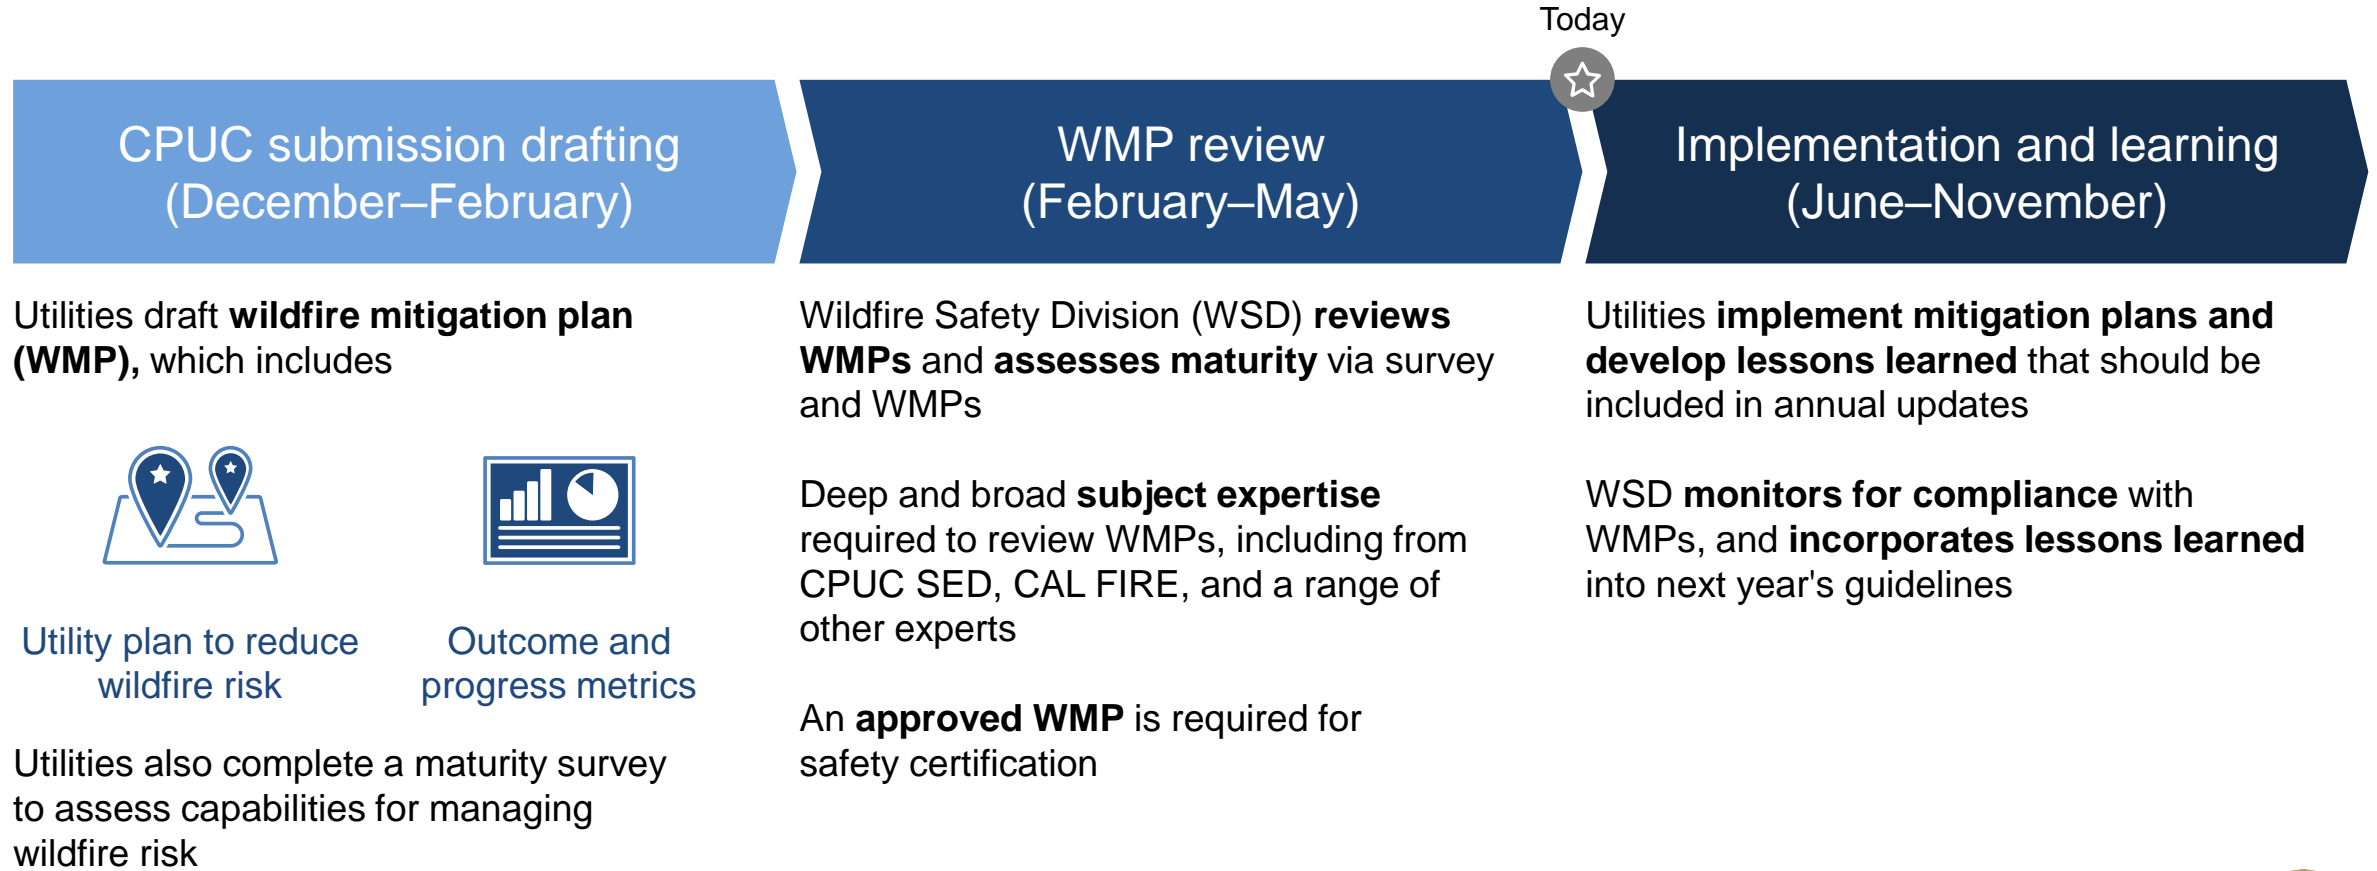 Today
CPUC submission drafting
(December–February)
WMP review
(February–May)
Implementation and learning
(June–November)
Utilities draft wildfire mitigation plan
(WMP), which includes
Utility plan to reduce
wildfire risk
Outcome and
progress metrics
Utilities also complete a maturity survey
to assess capabilities for managing
wildfire risk
Wildfire Safety Division (WSD) reviews
WMPs and assesses maturity via survey
and WMPs
Deep and broad subject expertise
required to review WMPs, including from
CPUC SED, CAL FIRE, and a range of
other experts
An approved WMP is required for
safety certification
Utilities implement mitigation plans and
develop lessons learned that should be
included in annual updates
WSD monitors for compliance with
WMPs, and incorporates lessons learned
into next year's guidelines